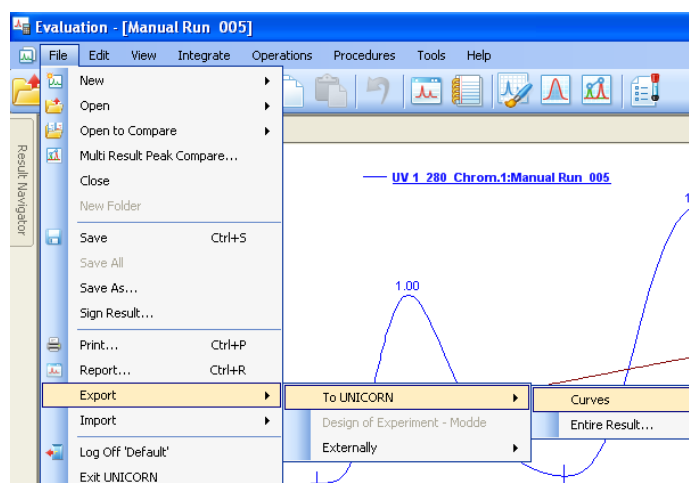 Evaluation - [Manual Run 005]
File Edit View Integrate Operations Procedures Tools Help
Result Navigator
New
Open
Open to Compare
Multi Result Peak Compare...
Close
New Folder
Save Ctrl+S
Save All
Save As...
Sign Result...
Print... Ctrl+P
Report... Ctrl+R
Export
Import
Log Off 'Default'
Exit UNICORN
To UNICORN
Design of Experiment - Modde
Externally
Curves
Entire Result...
UV 1_280 Chrom.1:Manual Run 005
1.00